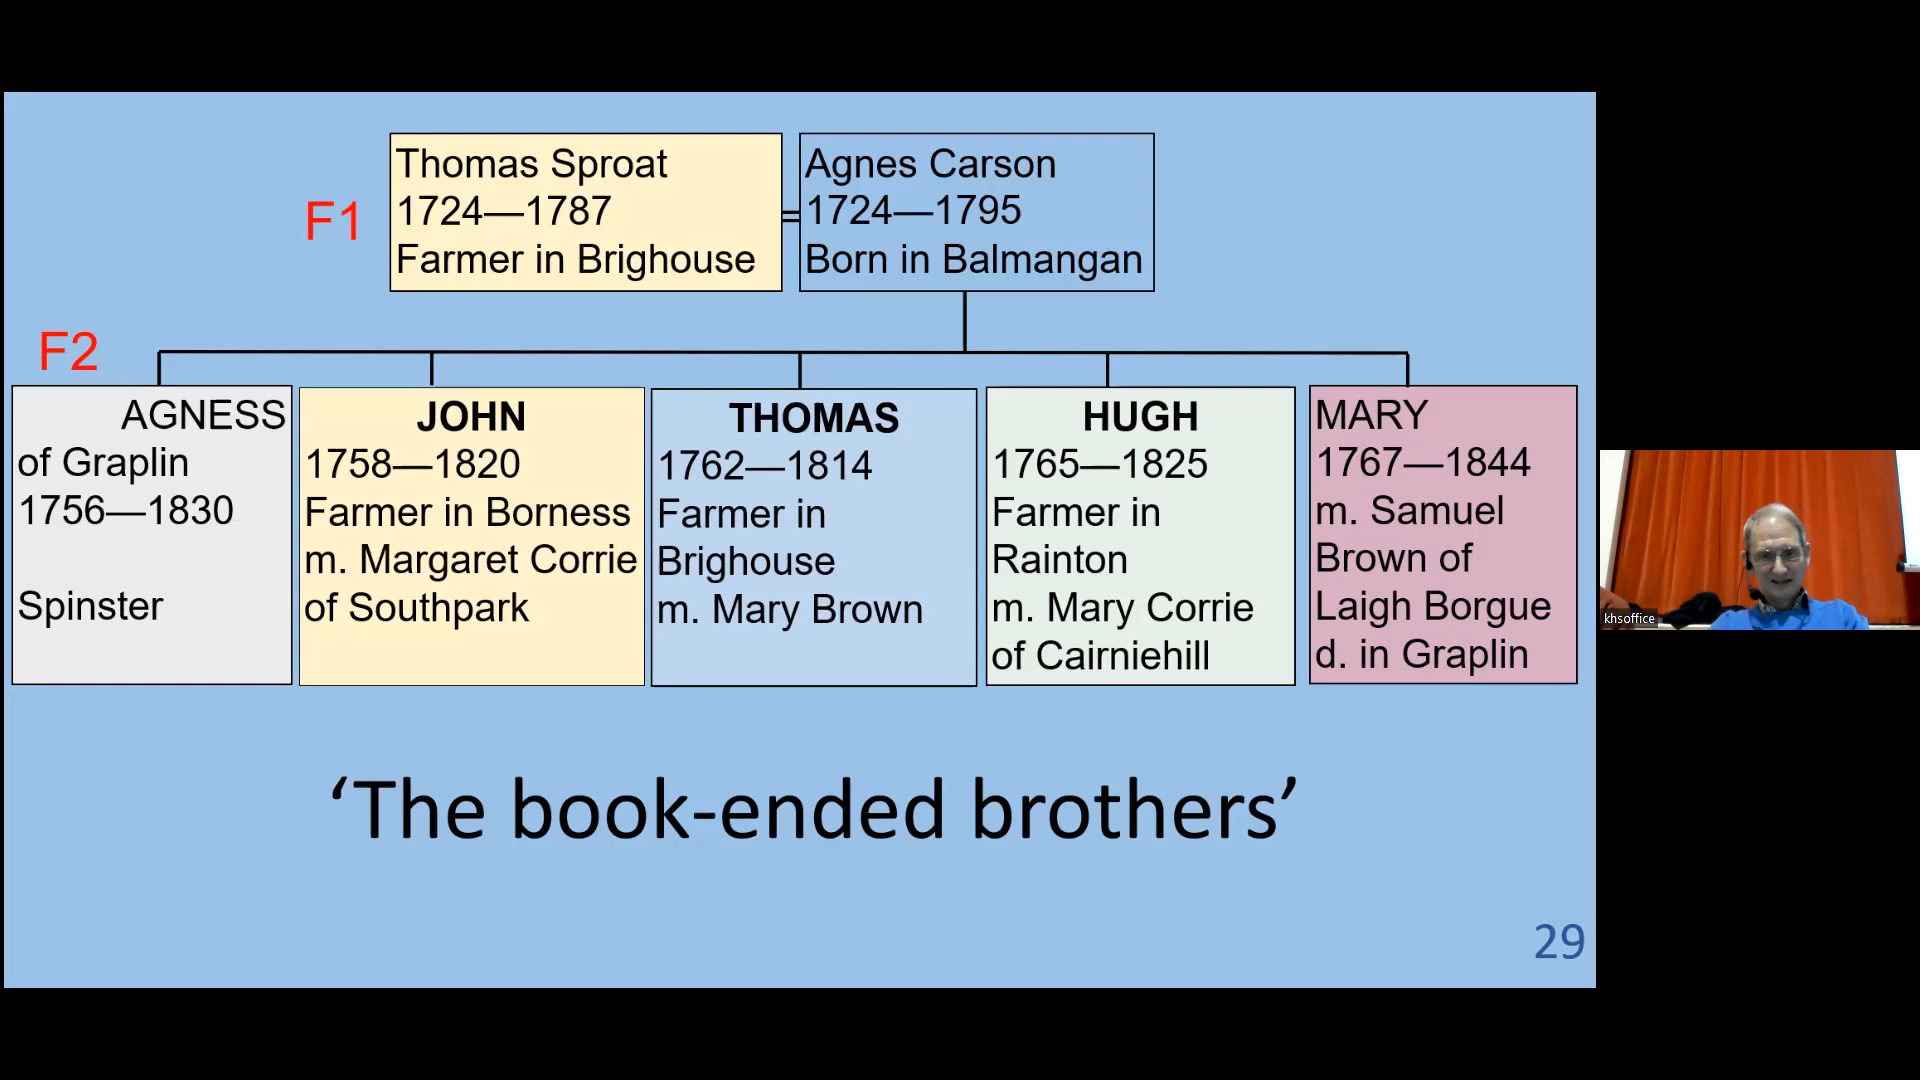 Thomas Sproat
1724—1787
Farmer in Brighouse
Agnes Carson
1724—1795
Born in Balmangan
F1
F2
AGNESS
of Graplin
1756—1830
Spinster
JOHN
1758—1820
Farmer in Borness
m. Margaret Corrie
of Southpark
THOMAS
1762—1814
Farmer in
Brighouse
m. Mary Brown
HUGH
1765—1825
Farmer in
Rainton
m. Mary Corrie
of Cairniehill
MARY
1767—1844
m. Samuel
Brown of
Laigh Borgue
d. in Graplin
‘The book-ended brothers’
29
khsoffice